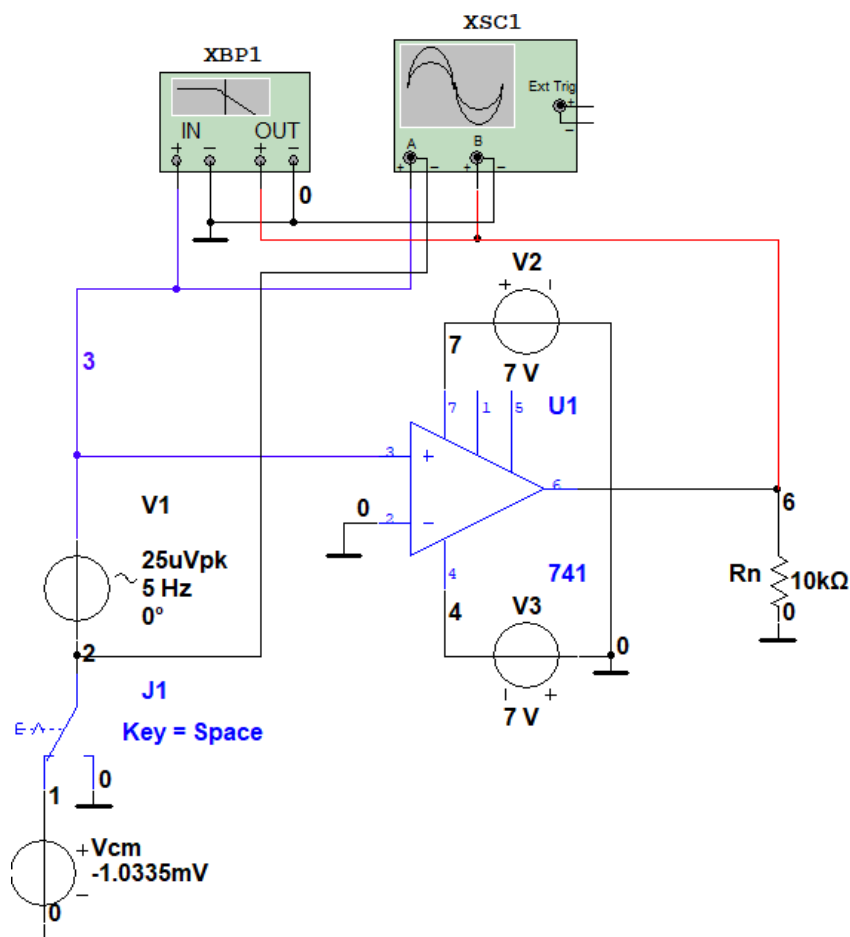 XSC1
XBP1
Ext Trig
+
−
IN OUT
+ − + −
A B
+ − + −
0
V2
+ −
7
7 V
3
7 1 5 U1
3 +
V1
0
2 −
6
6
25uVpk
5 Hz
0°
4
741
Rn 10kΩ
4
V3
0
0
2
− +
7 V
J1
Key = Space
0
1
+
Vcm
-1.0335mV
−
0